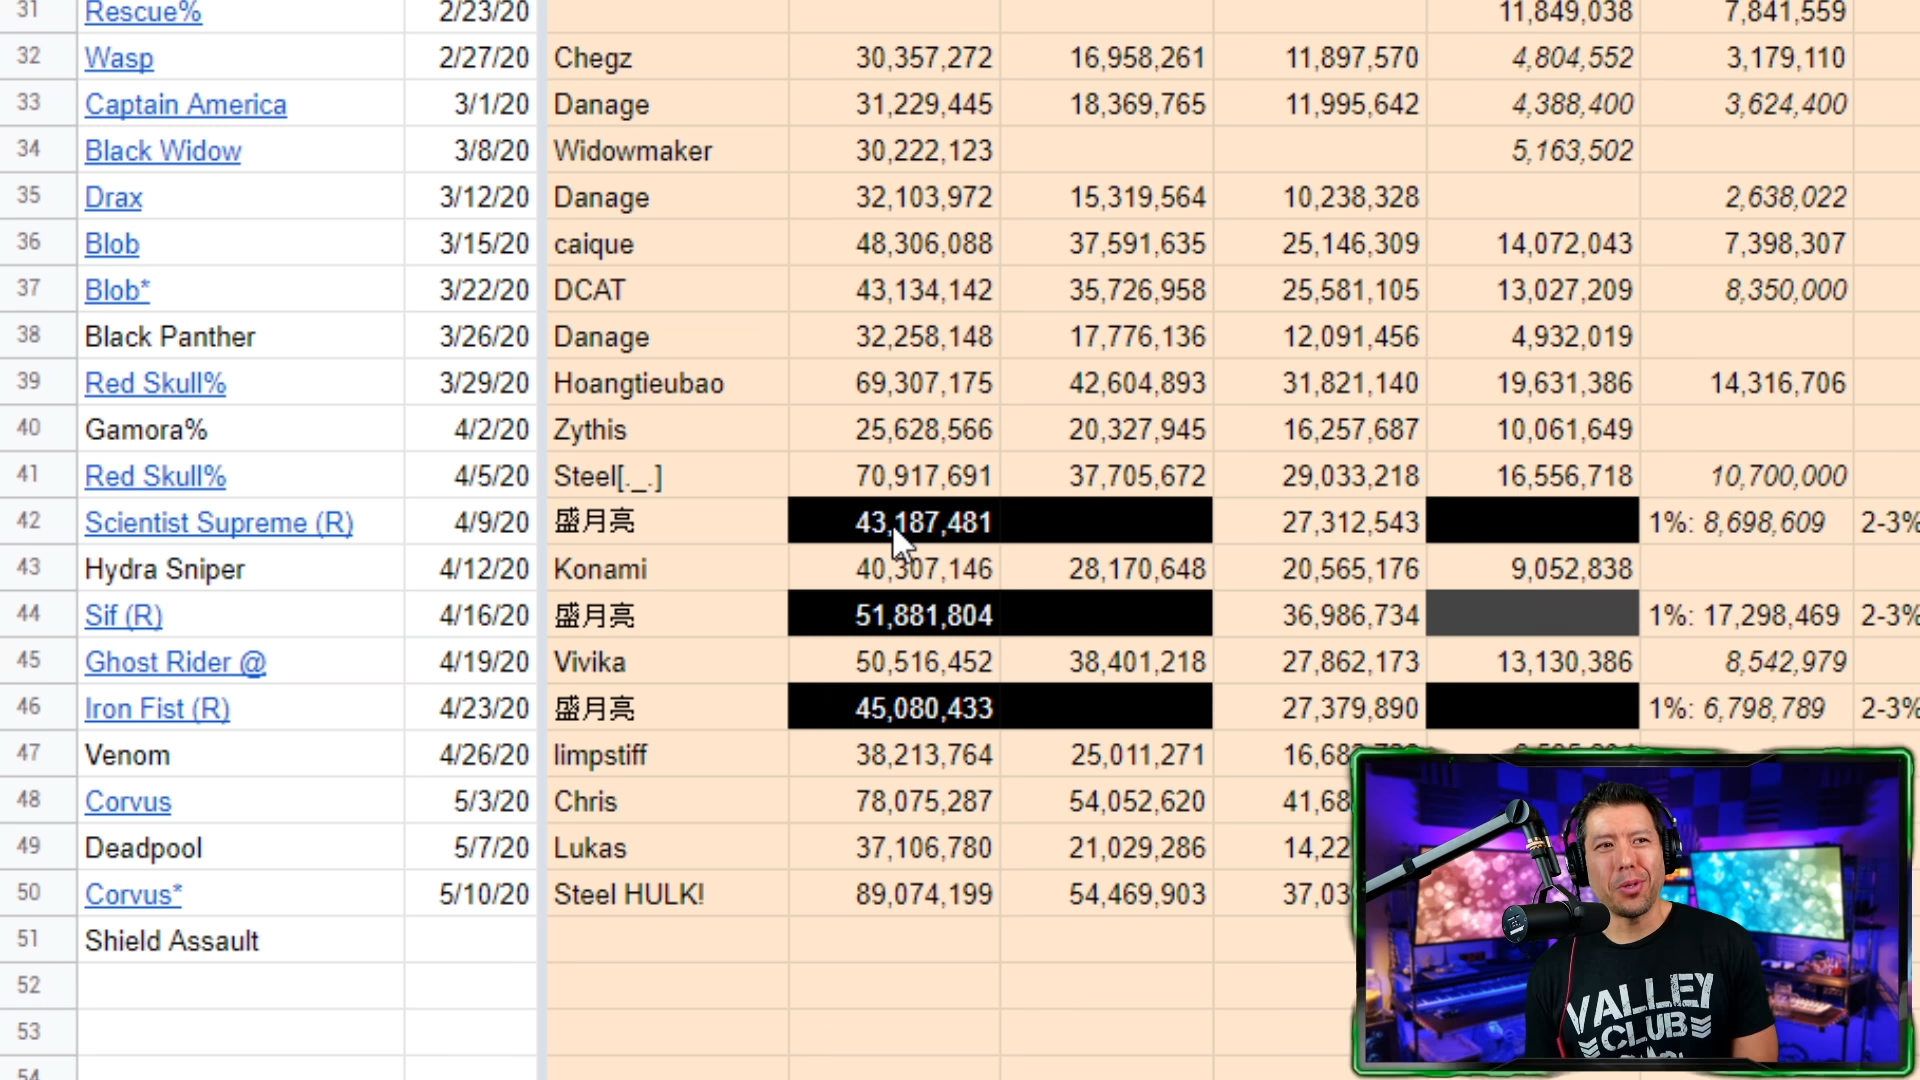 31 Rescue% 2/23/20 11,849,038 7,841,559
32 Wasp 2/27/20 Chegz 30,357,272 16,958,261 11,897,570 4,804,552 3,179,110
33 Captain America 3/1/20 Danage 31,229,445 18,369,765 11,995,642 4,388,400 3,624,400
34 Black Widow 3/8/20 Widowmaker 30,222,123 5,163,502
35 Drax 3/12/20 Danage 32,103,972 15,319,564 10,238,328 2,638,022
36 Blob 3/15/20 caique 48,306,088 37,591,635 25,146,309 14,072,043 7,398,307
37 Blob* 3/22/20 DCAT 43,134,142 35,726,958 25,581,105 13,027,209 8,350,000
38 Black Panther 3/26/20 Danage 32,258,148 17,776,136 12,091,456 4,932,019
39 Red Skull% 3/29/20 Hoangtieubao 69,307,175 42,604,893 31,821,140 19,631,386 14,316,706
40 Gamora% 4/2/20 Zythis 25,628,566 20,327,945 16,257,687 10,061,649
41 Red Skull% 4/5/20 Steel[._.] 70,917,691 37,705,672 29,033,218 16,556,718 10,700,000
42 Scientist Supreme (R) 4/9/20 盛月亮 43,187,481 27,312,543 1%: 8,698,609 2-3%
43 Hydra Sniper 4/12/20 Konami 40,307,146 28,170,648 20,565,176 9,052,838
44 Sif (R) 4/16/20 盛月亮 51,881,804 36,986,734 1%: 17,298,469 2-3%
45 Ghost Rider @ 4/19/20 Vivika 50,516,452 38,401,218 27,862,173 13,130,386 8,542,979
46 Iron Fist (R) 4/23/20 盛月亮 45,080,433 27,379,890 1%: 6,798,789 2-3%
47 Venom 4/26/20 limpstiff 38,213,764 25,011,271 16,68
48 Corvus 5/3/20 Chris 78,075,287 54,052,620 41,68
49 Deadpool 5/7/20 Lukas 37,106,780 21,029,286 14,22
50 Corvus* 5/10/20 Steel HULK! 89,074,199 54,469,903 37,03
51 Shield Assault
52
53
54
VALLEY
CLUB